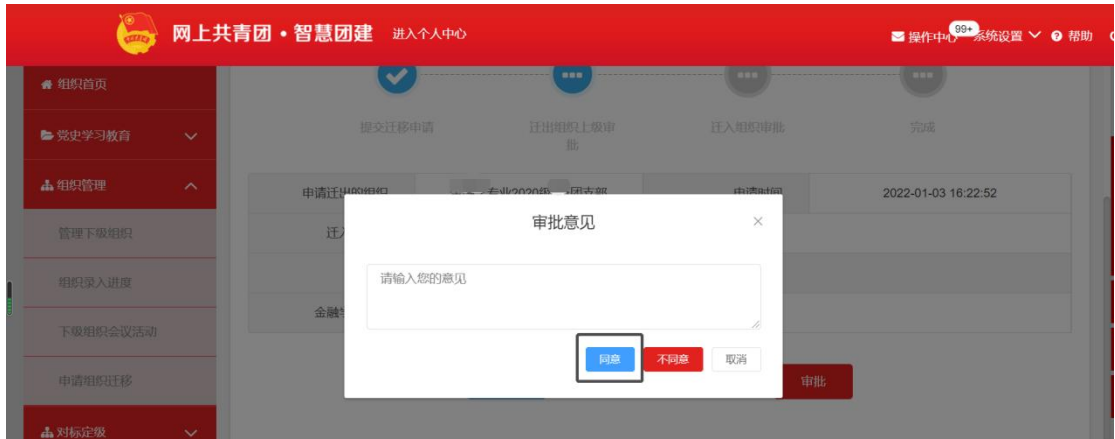 网上共青团·智慧团建 进入个人中心 操作中心 99+ 系统设置 帮助
组织首页
党史学习教育
组织管理
管理下级组织
组织录入进度
下级组织会议活动
申请组织迁移
对标定级
提交迁移申请 迁出组织上级审批 迁入组织审批 完成
申请迁出的组织 专业2020级 团支部 申请时间 2022-01-03 16:22:52
迁入
金融学
审批意见
请输入您的意见
同意 不同意 取消
审批